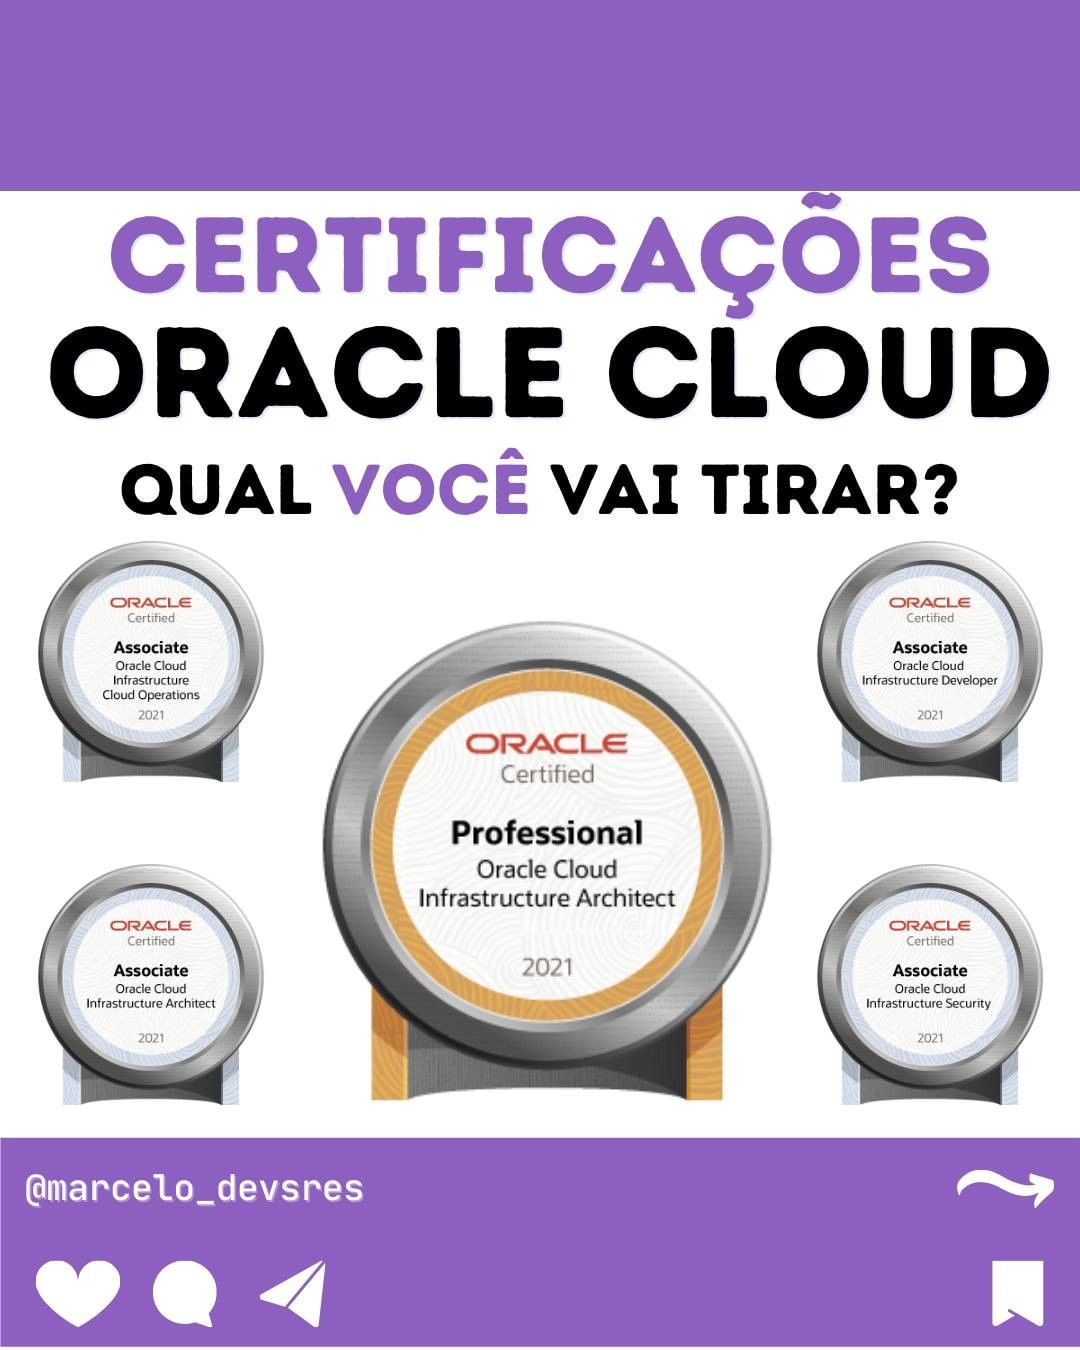 CERTIFICAÇÕES
ORACLE CLOUD
QUAL VOCÊ VAI TIRAR?
ORACLE
Certified
Associate
Oracle Cloud
Infrastructure
Cloud Operations
2021
ORACLE
Certified
Associate
Oracle Cloud
Infrastructure Developer
2021
ORACLE
Certified
Professional
Oracle Cloud
Infrastructure Architect
2021
ORACLE
Certified
Associate
Oracle Cloud
Infrastructure Architect
2021
ORACLE
Certified
Associate
Oracle Cloud
Infrastructure Security
2021
@marcelo_devsres